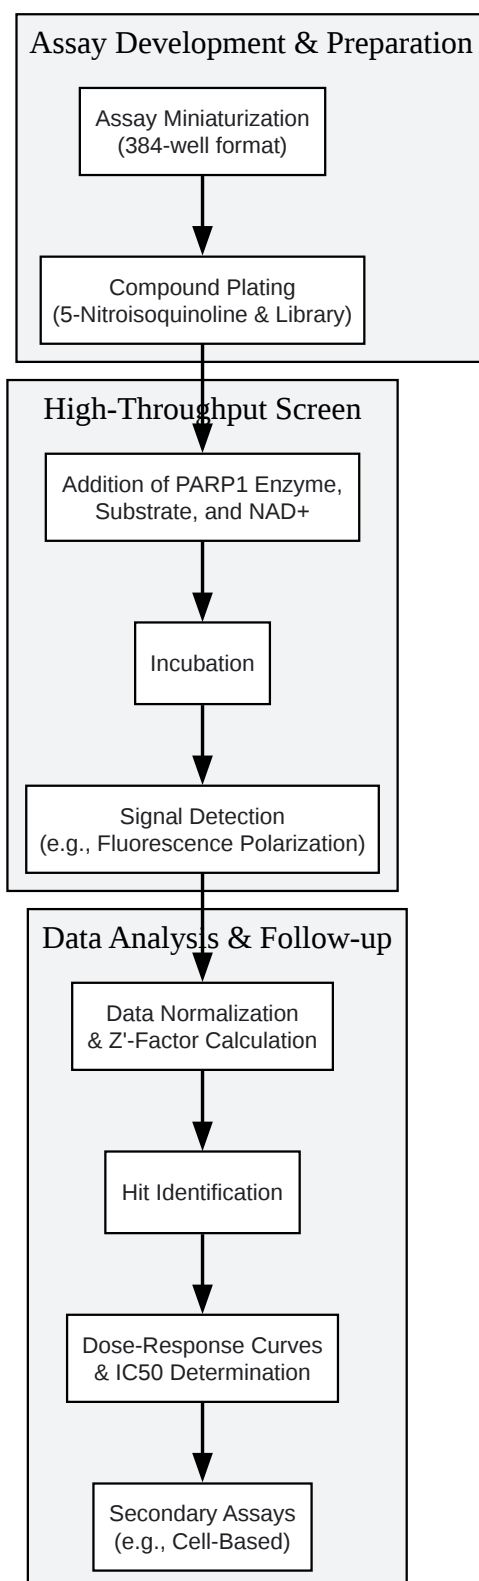 Assay Development & Preparation
Assay Miniaturization
(384-well format)
Compound Plating
(5-Nitroisoquinoline & Library)
High-Throughput Screen
Addition of PARP1 Enzyme,
Substrate, and NAD+
Incubation
Signal Detection
(e.g., Fluorescence Polarization)
Data Analysis & Follow-up
Data Normalization
& Z'-Factor Calculation
Hit Identification
Dose-Response Curves
& IC50 Determination
Secondary Assays
(e.g., Cell-Based)